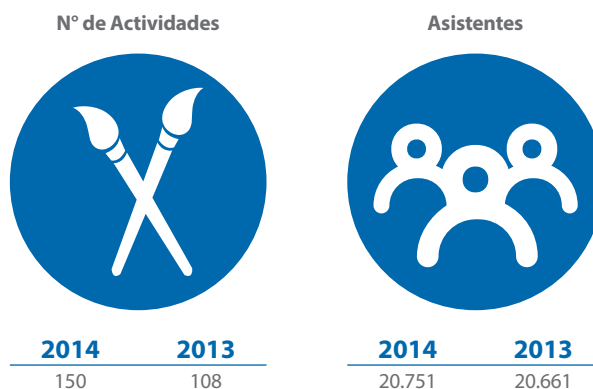 N° de Actividades
Asistentes
2014 2013
150 108
2014 2013
20.751 20.661